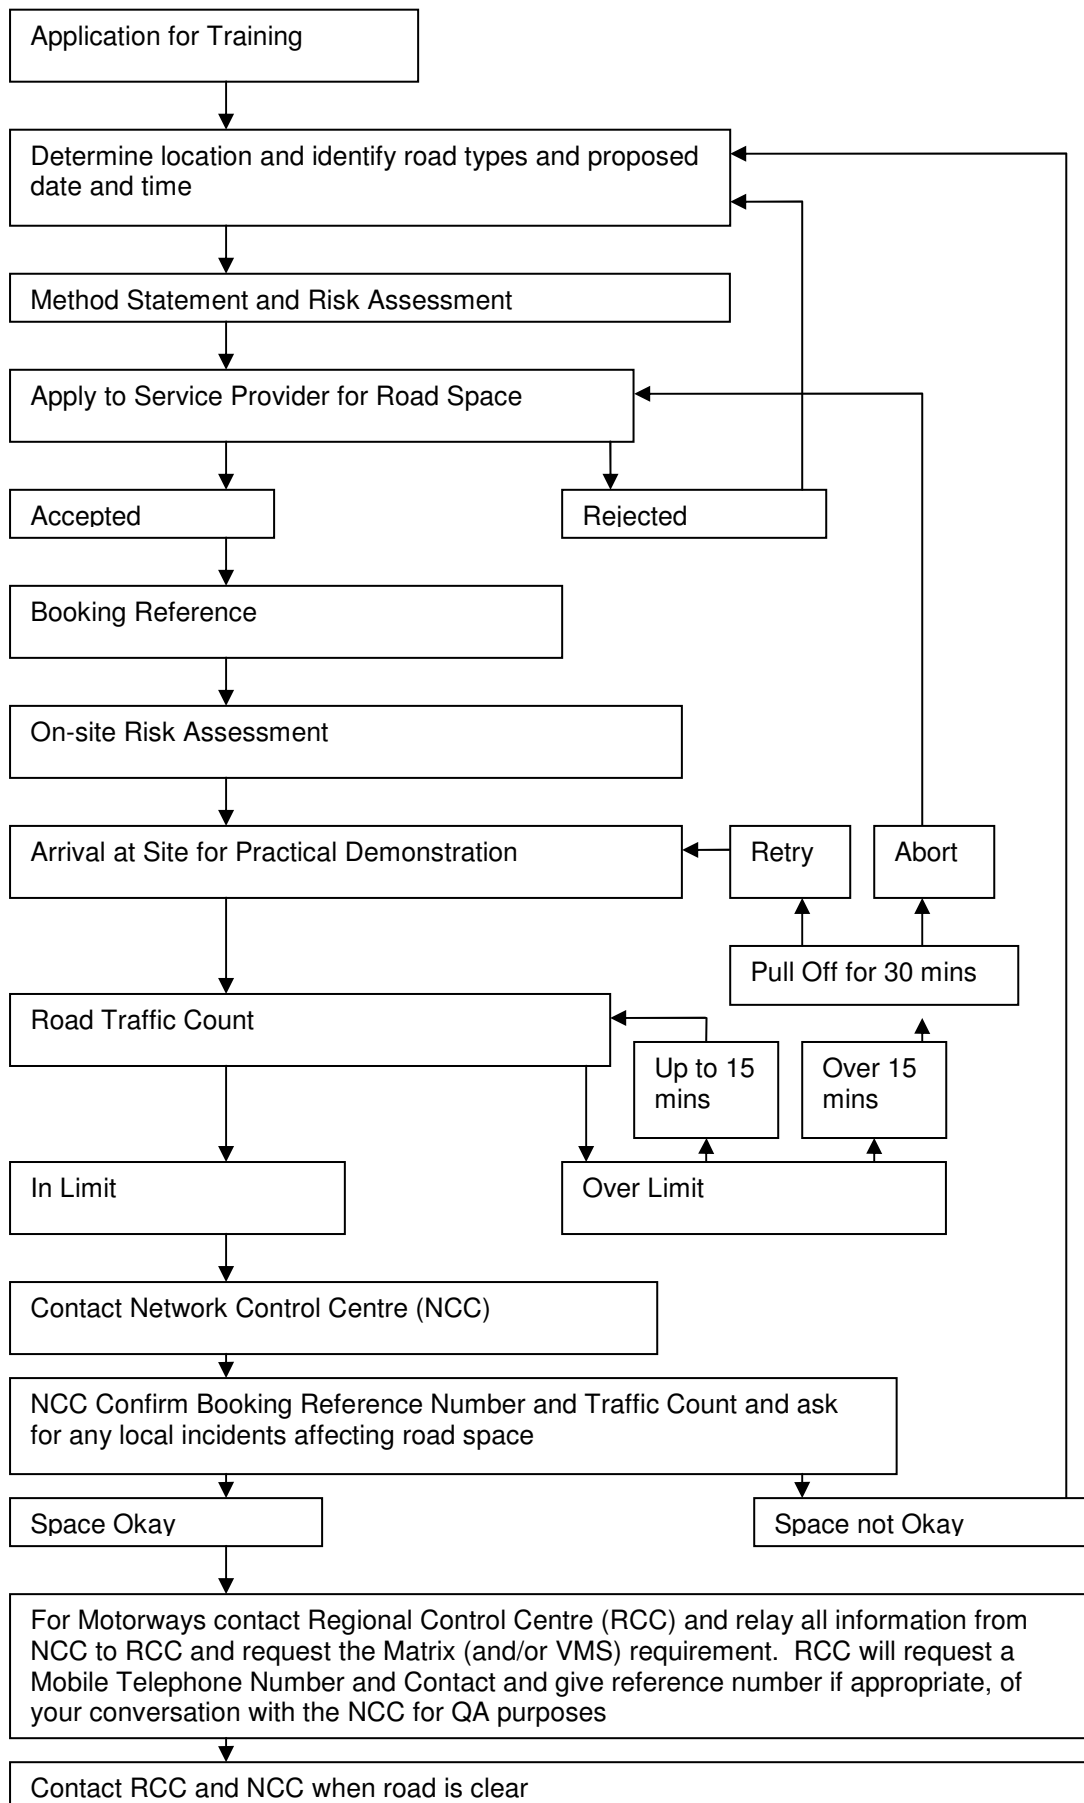 Application for Training
Determine location and identify road types and proposed
date and time
Method Statement and Risk Assessment
Apply to Service Provider for Road Space
Accepted
Rejected
Booking Reference
On-site Risk Assessment
Arrival at Site for Practical Demonstration
Retry
Abort
Pull Off for 30 mins
Road Traffic Count
Up to 15
mins
Over 15
mins
In Limit
Over Limit
Contact Network Control Centre (NCC)
NCC Confirm Booking Reference Number and Traffic Count and ask
for any local incidents affecting road space
Space Okay
Space not Okay
For Motorways contact Regional Control Centre (RCC) and relay all information from
NCC to RCC and request the Matrix (and/or VMS) requirement.  RCC will request a
Mobile Telephone Number and Contact and give reference number if appropriate, of
your conversation with the NCC for QA purposes
Contact RCC and NCC when road is clear